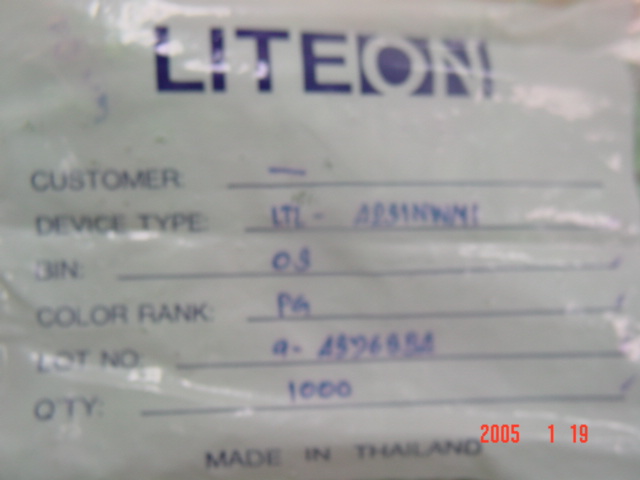 LITEON
CUSTOMER: —
DEVICE TYPE: LTL-
BIN: 03
COLOR RANK: PG
LOT NO:
Q'TY: 1000
2005 1 19
MADE IN THAILAND